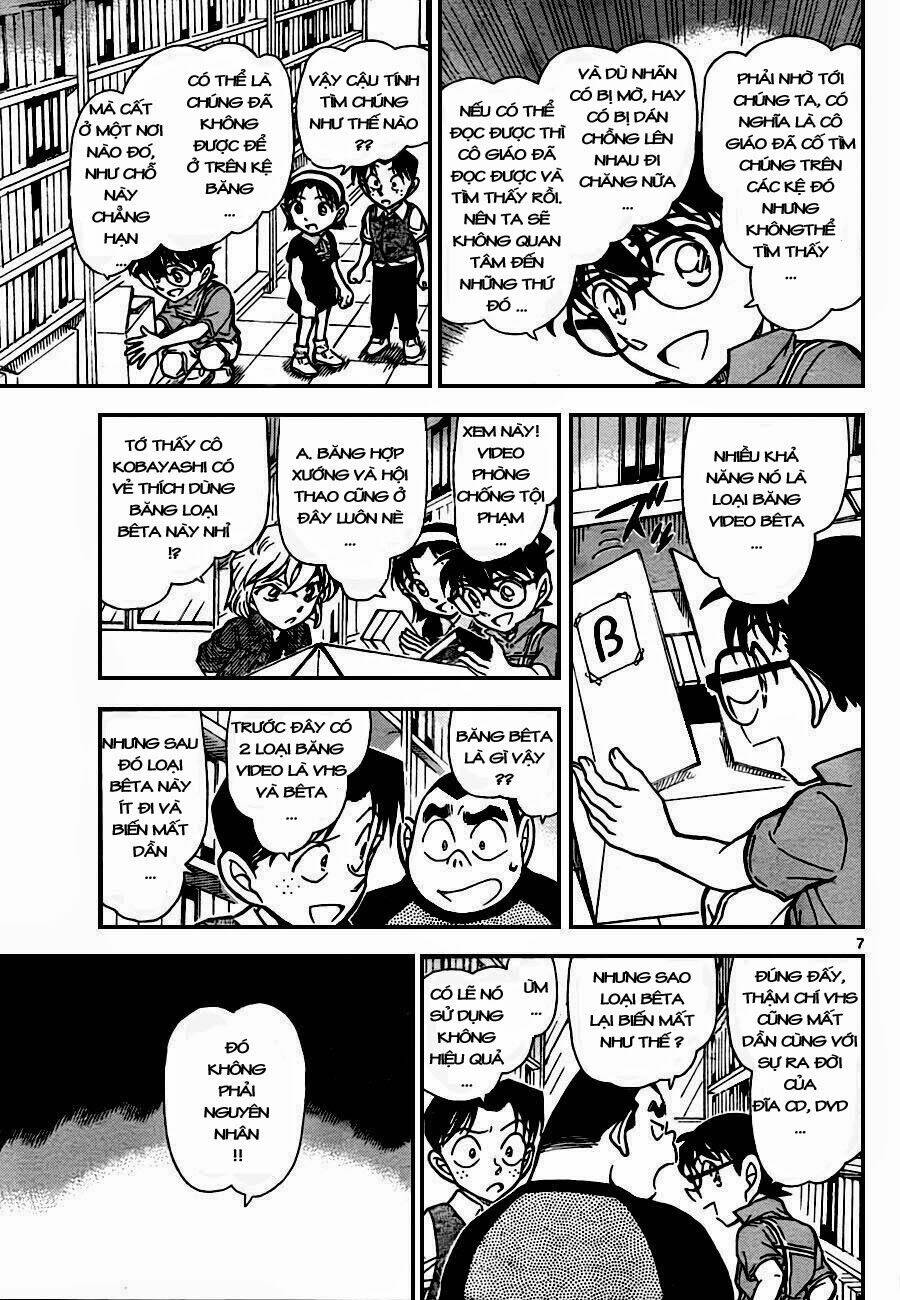 PHẢI NHỜ TỚI
CHÚNG TA, CÓ
NGHĨA LÀ CÔ
GIÁO ĐÃ CỐ TÌM
CHÚNG TRÊN
CÁC KỆ ĐÓ
NHƯNG
KHÔNGTHỂ
TÌM THẤY
...
VÀ DÙ NHÃN
CÓ BỊ MỜ, HAY
CÓ BỊ DÁN
CHỒNG LÊN
NHAU ĐI
CHĂNG NỮA
...
NẾU CÓ THỂ
ĐỌC ĐƯỢC THÌ
CÔ GIÁO ĐÃ
ĐỌC ĐƯỢC VÀ
TÌM THẤY RỒI.
NÊN TA SẼ
KHÔNG QUAN
TÂM ĐẾN
NHỮNG THỨ
ĐÓ ...
VẬY CẬU TÍNH
TÌM CHÚNG
NHƯ THẾ NÀO
??
CÓ THỂ LÀ
CHÚNG ĐÃ
KHÔNG
ĐƯỢC ĐỂ
Ở TRÊN KỆ
BĂNG
...
MÀ CẤT
Ở MỘT NƠI
NÀO ĐÓ,
NHƯ CHỖ
NÀY
CHẲNG
HẠN
...
NHIỀU KHẢ
NĂNG NÓ LÀ
LOẠI BĂNG
VIDEO BÊTA
...
β
XEM NÀY!
VIDEO
PHÒNG
CHỐNG TỘI
PHẠM
...
A. BĂNG HỢP
XƯỚNG VÀ HỘI
THAO CŨNG Ở
ĐÂY LUÔN NÈ
...
TỚ THẤY CÔ
KOBAYASHI CÓ
VẺ THÍCH DÙNG
BĂNG LOẠI
BÊTA NÀY NHỈ
!?
BĂNG BÊTA
LÀ GÌ VẬY
??
TRƯỚC ĐÂY CÓ
2 LOẠI BĂNG
VIDEO LÀ VHS
VÀ BÊTA
...
NHƯNG SAU
ĐÓ LOẠI
BÊTA NÀY
ÍT ĐI VÀ
BIẾN MẤT
DẦN
...
7
ĐÚNG ĐẤY,
THẬM CHÍ VHS
CŨNG MẤT
DẦN CÙNG VỚI
SỰ RA ĐỜI
CỦA
ĐĨA CD, DVD
...
NHƯNG SAO
LOẠI BÊTA
LẠI BIẾN MẤT
NHƯ THẾ ?
ỪM
...
CÓ LẼ NÓ
SỬ DỤNG
KHÔNG
HIỆU QUẢ
...
ĐÓ
KHÔNG
PHẢI
NGUYÊN
NHÂN
!!